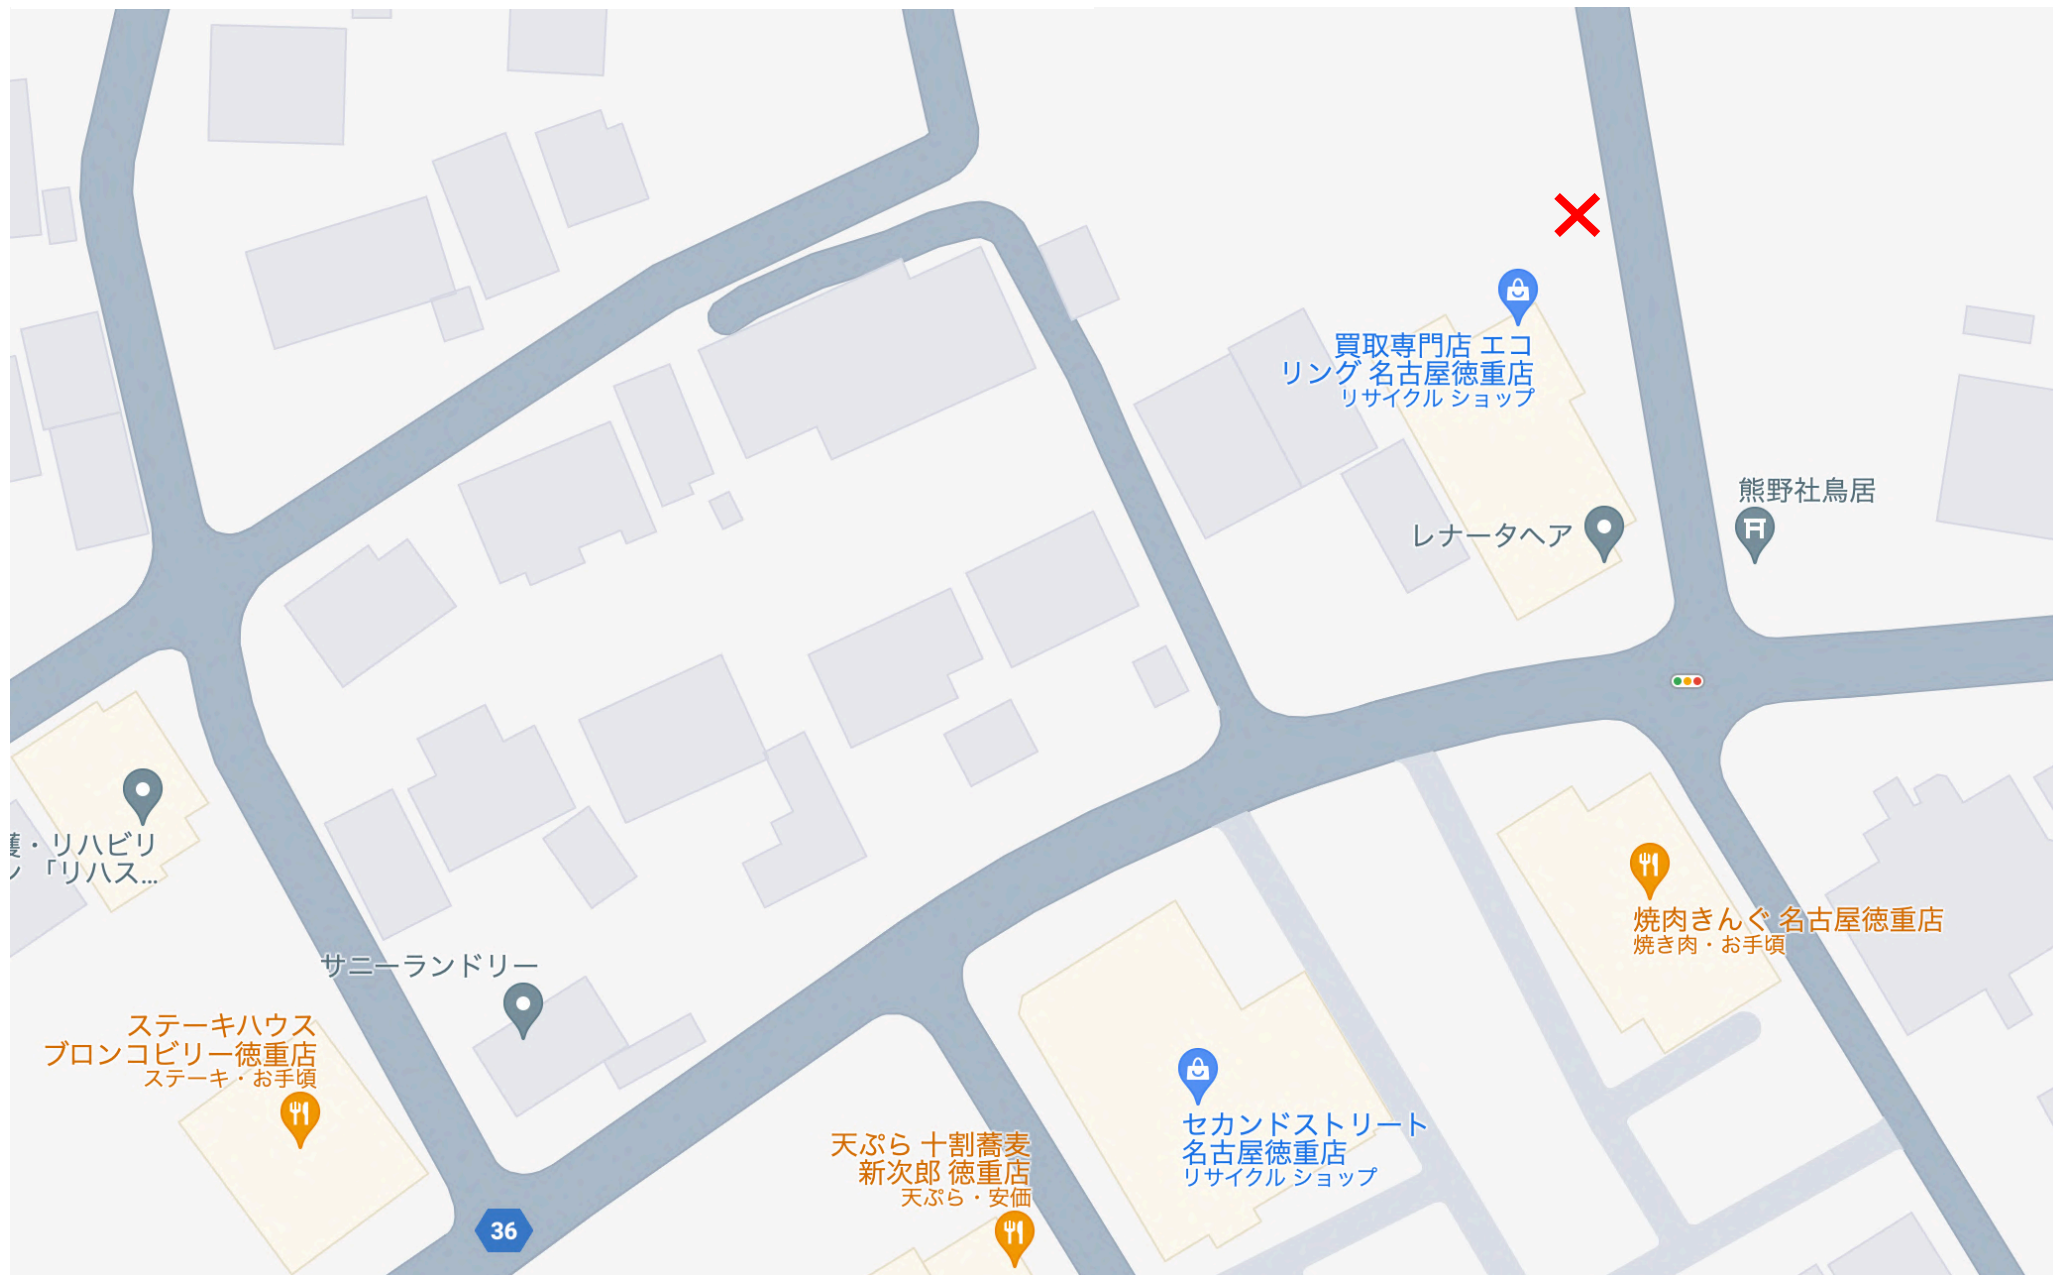 買取専門店 エコ
リング 名古屋徳重店
リサイクル ショップ
熊野社鳥居
レナータヘア
・リハビリ
「リハス...
焼肉きんぐ 名古屋徳重店
焼き肉・お手頃
サニーランドリー
ステーキハウス
ブロンコビリー徳重店
ステーキ・お手頃
天ぷら 十割蕎麦
新次郎 徳重店
天ぷら・安価
セカンドストリート
名古屋徳重店
リサイクル ショップ
36